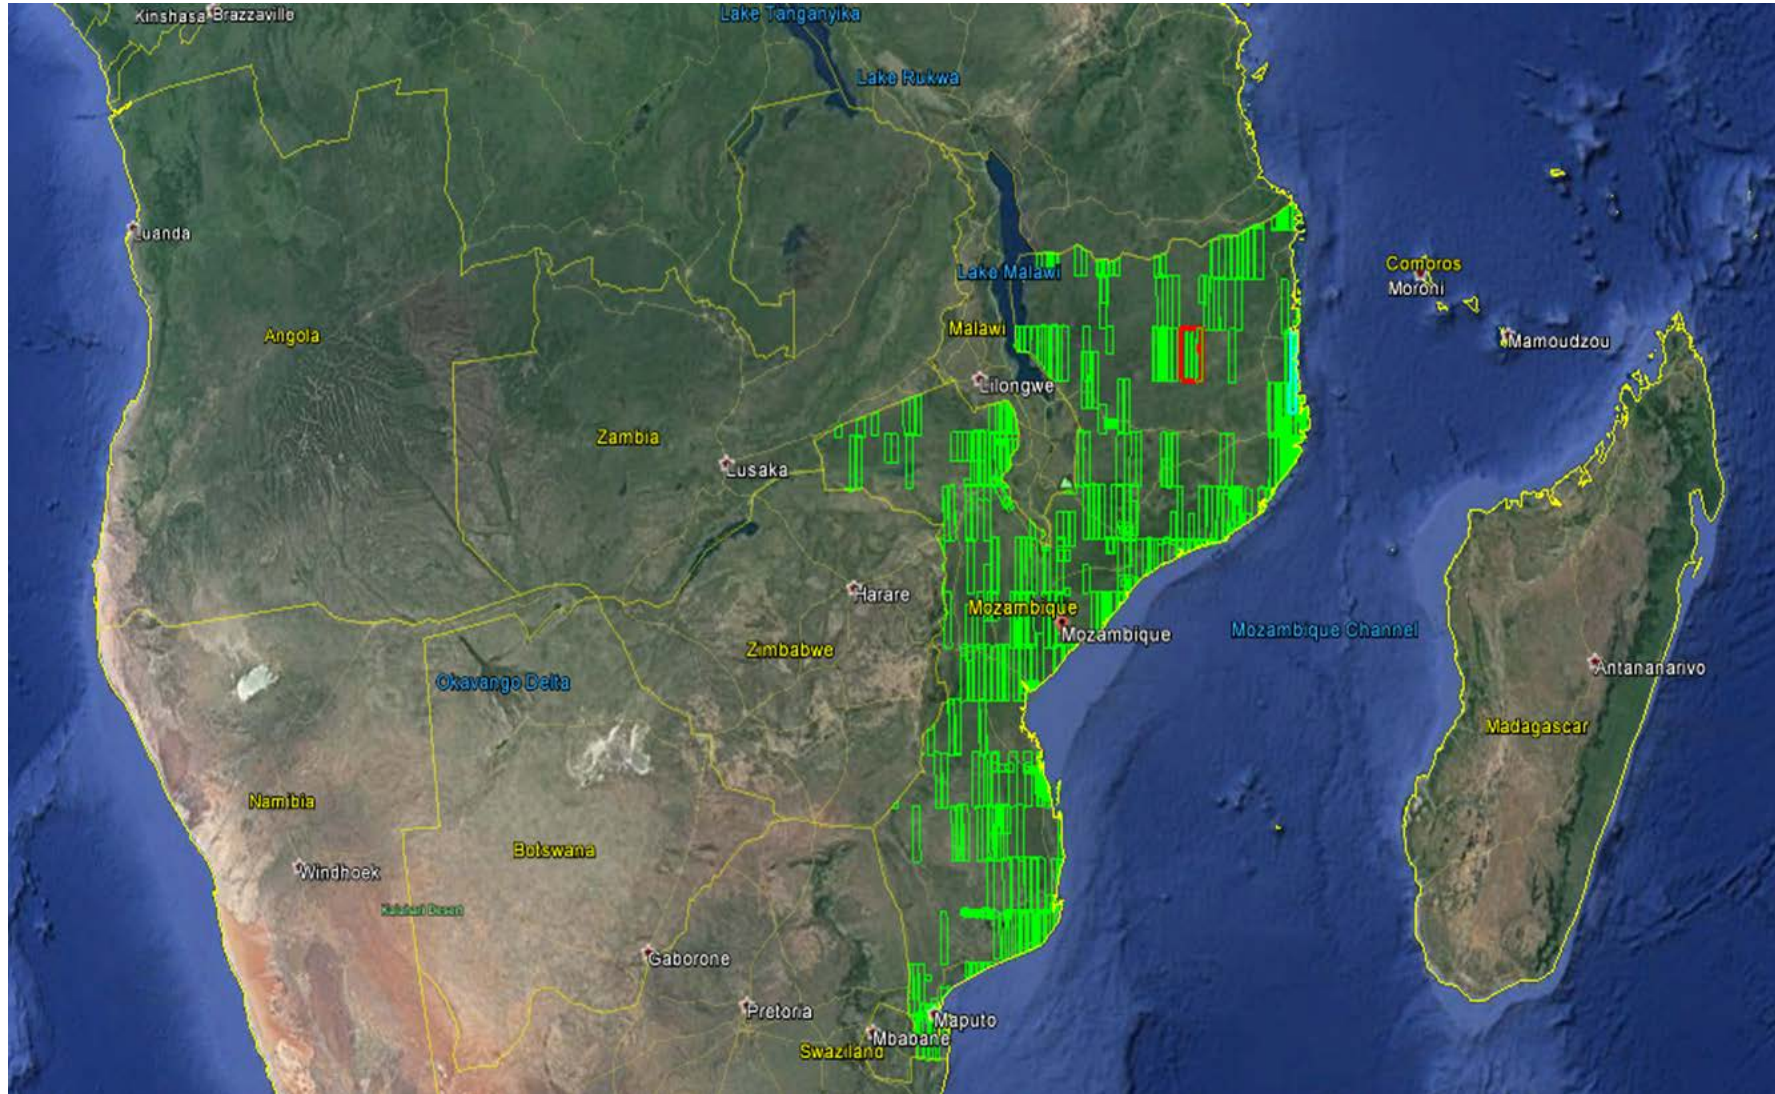 Kinshasa Brazzaville
Lake Tanganyika
Lake Rukwa
Luanda
Lake Malawi
Comoros
Moroni
Angola
Malawi
Mamoudzou
Lilongwe
Zambia
Lusaka
Harare
Mozambique
Mozambique
Mozambique Channel
Zimbabwe
Antananarivo
Okavango Delta
Madagascar
Namibia
Botswana
Windhoek
Kalahari Desert
Gaborone
Pretoria
Maputo
Mbabane
Swaziland